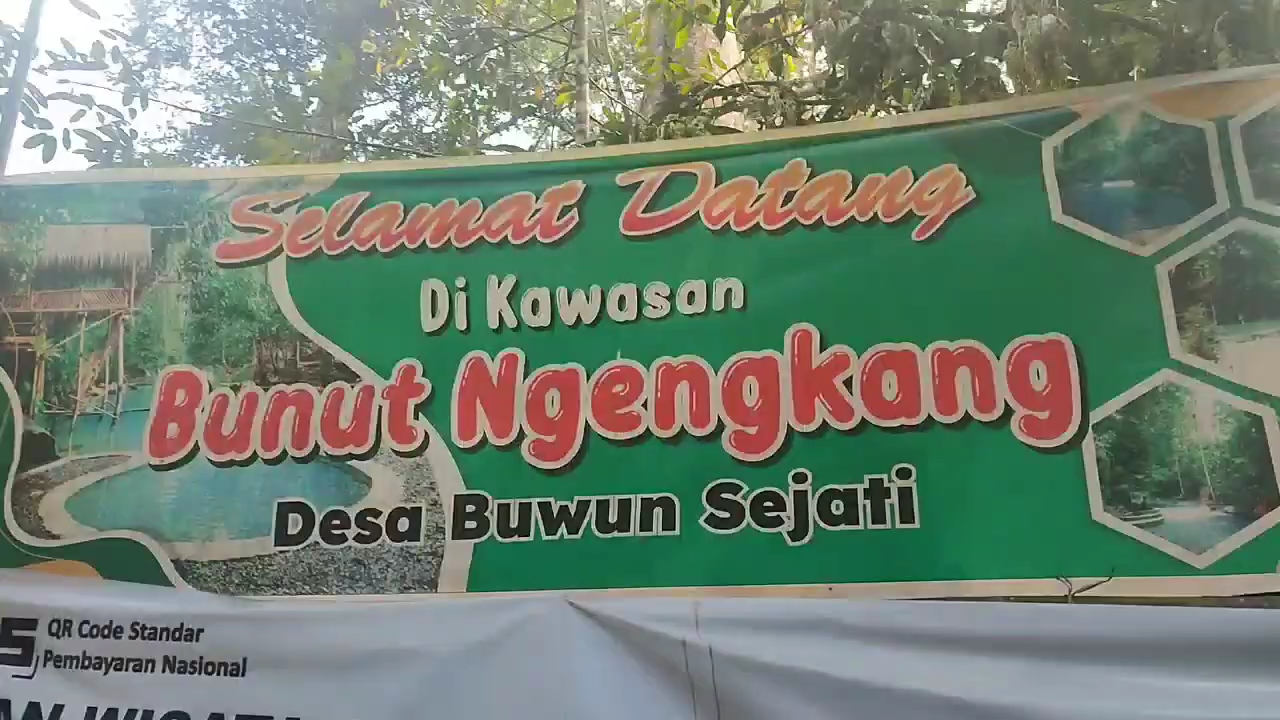 Selamat Datang
Di Kawasan
Bunut Ngengkang
Desa Buwun Sejati
QR Code Standar
Pembayaran Nasional